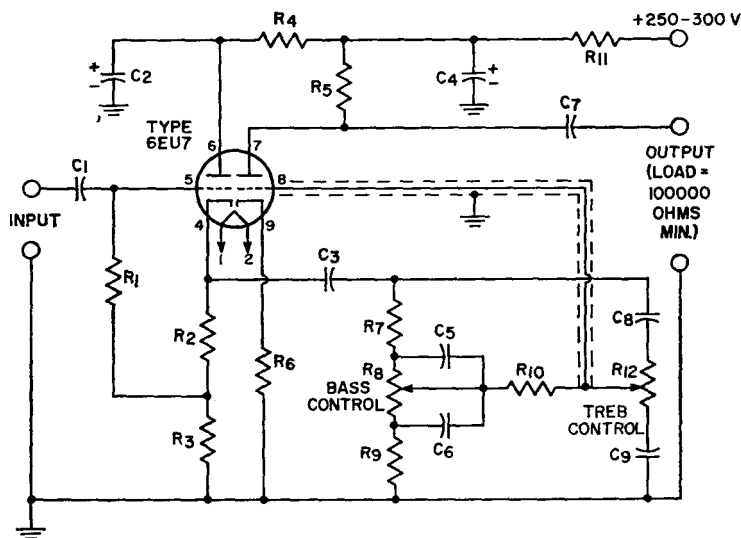 R4
+250-300 V
R11
C2
C4
R5
C7
TYPE
6EU7
6
7
OUTPUT
(LOAD =
100000
OHMS
MIN.)
C1
5
8
INPUT
4
9
1
2
C3
R1
R2
R7
C5
C8
R6
R8
R10
R12
BASS
CONTROL
TREB
CONTROL
R3
C6
R9
C9